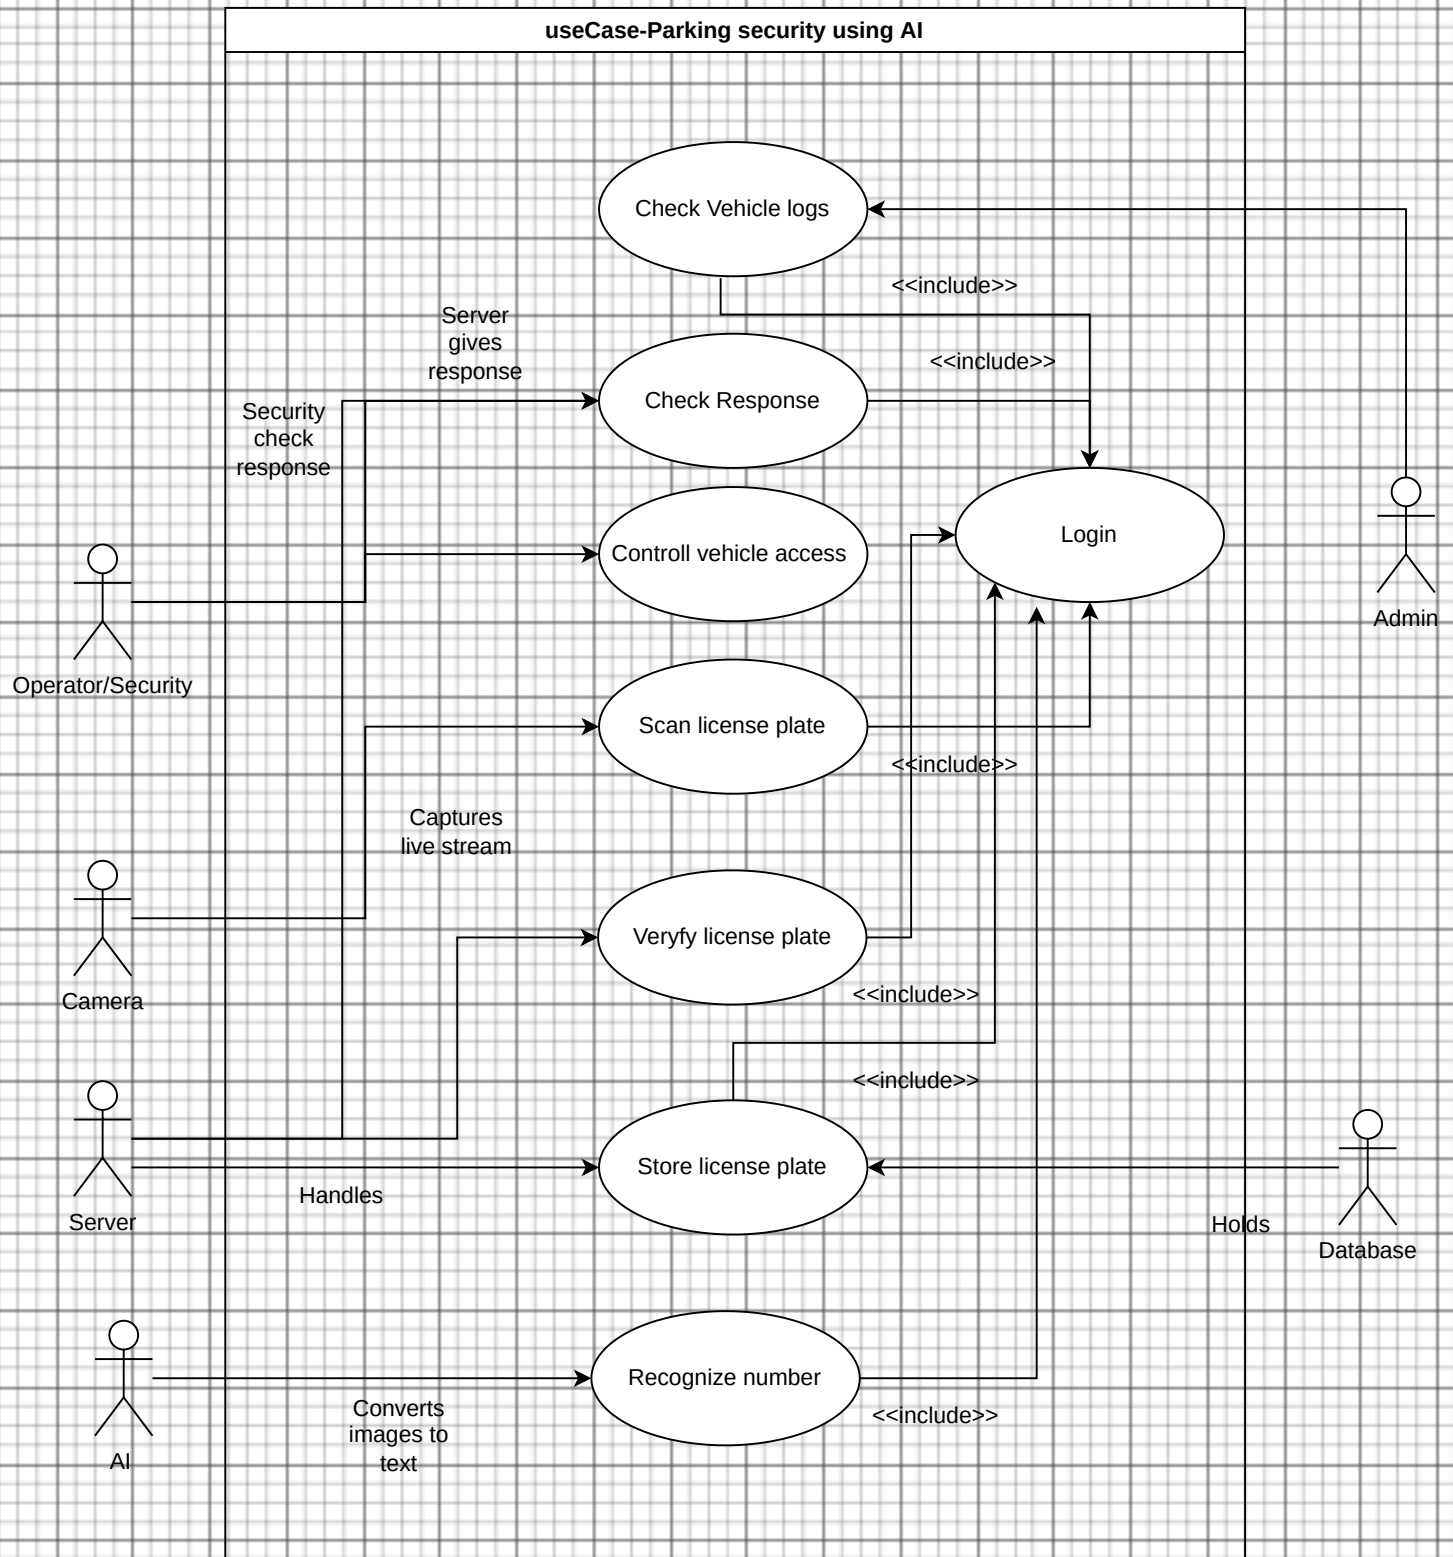 useCase-Parking security using AI
Check Vehicle logs
<<include>>
Server
gives
response
<<include>>
Check Response
Security
check
response
Login
Controll vehicle access
Admin
Operator/Security
Scan license plate
<<include>>
Captures
live stream
Veryfy license plate
Camera
<<include>>
<<include>>
Store license plate
Handles
Server
Holds
Database
Recognize number
Converts
images to
text
<<include>>
AI